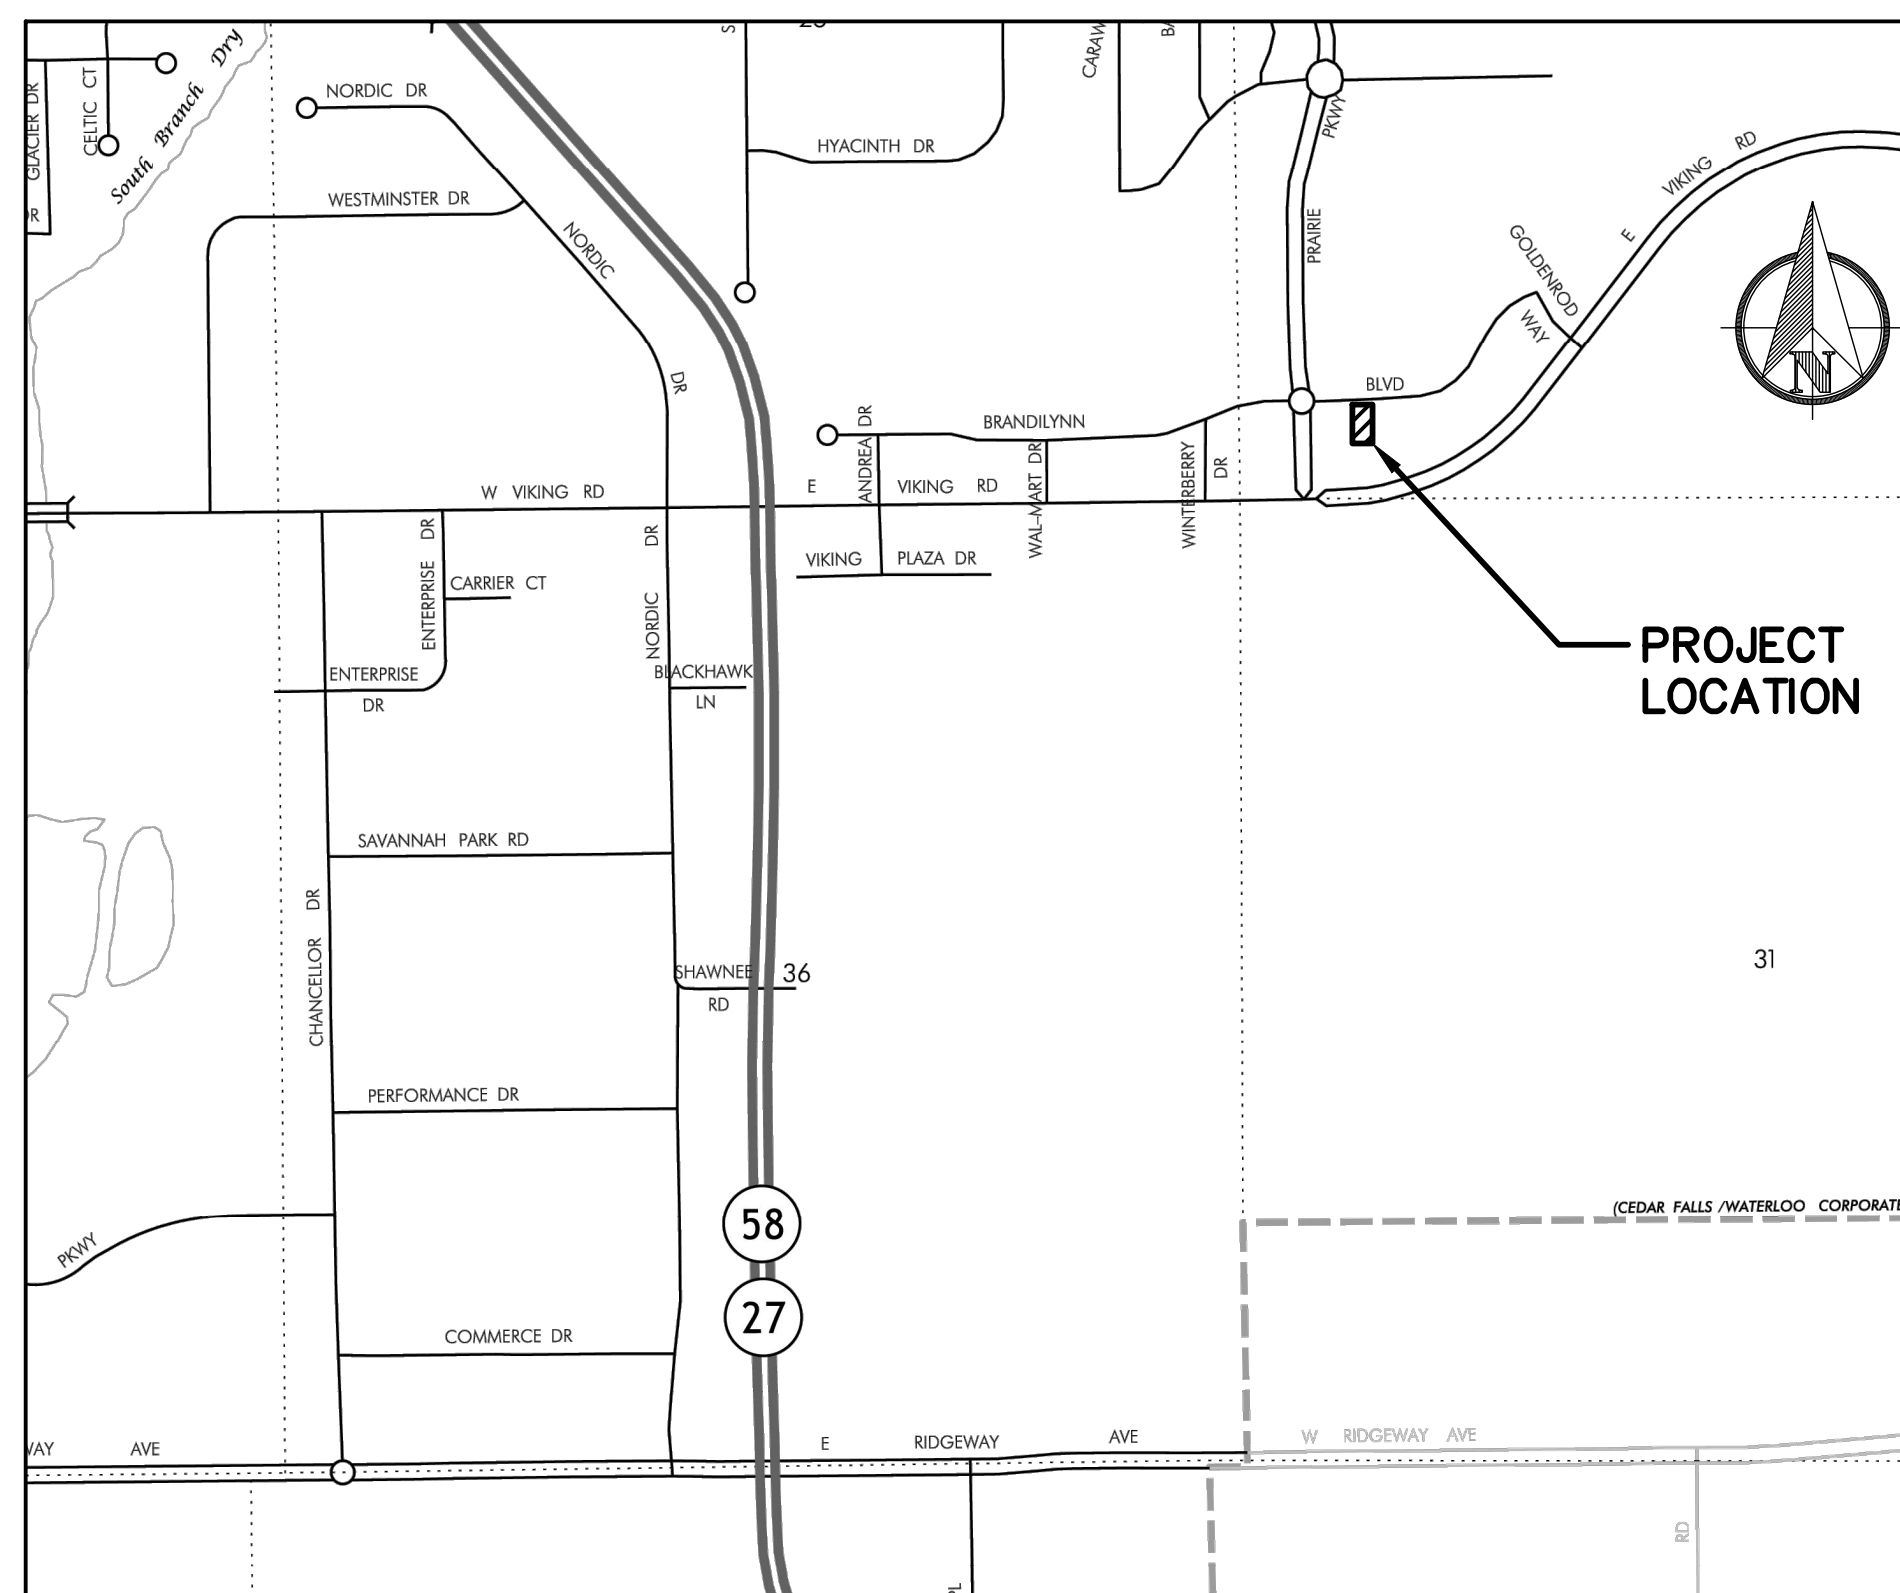 South Branch Dry
CELTIC CT
GLACIER DR
DR
NORDIC DR
WESTMINSTER DR
NORDIC
DR
HYACINTH DR
PKWY
PRAIRIE
VIKING RD
E
GOLDENROD
WAY
N
BLVD
BRANDILYNN
ANDREA DR
WAL-MART DR
WINTERBERRY
DR
W VIKING RD
E VIKING RD
VIKING PLAZA DR
ENTERPRISE DR
CARRIER CT
NORDIC DR
ENTERPRISE
DR
BLACKHAWK
LN
PROJECT
LOCATION
SAVANNAH PARK RD
CHANCELLOR DR
SHAWNEE
RD
36
31
PERFORMANCE DR
58
27
(CEDAR FALLS /WATERLOO CORPORATE
PKWY
COMMERCE DR
AVE
E RIDGEWAY AVE
W RIDGEWAY AVE
RD